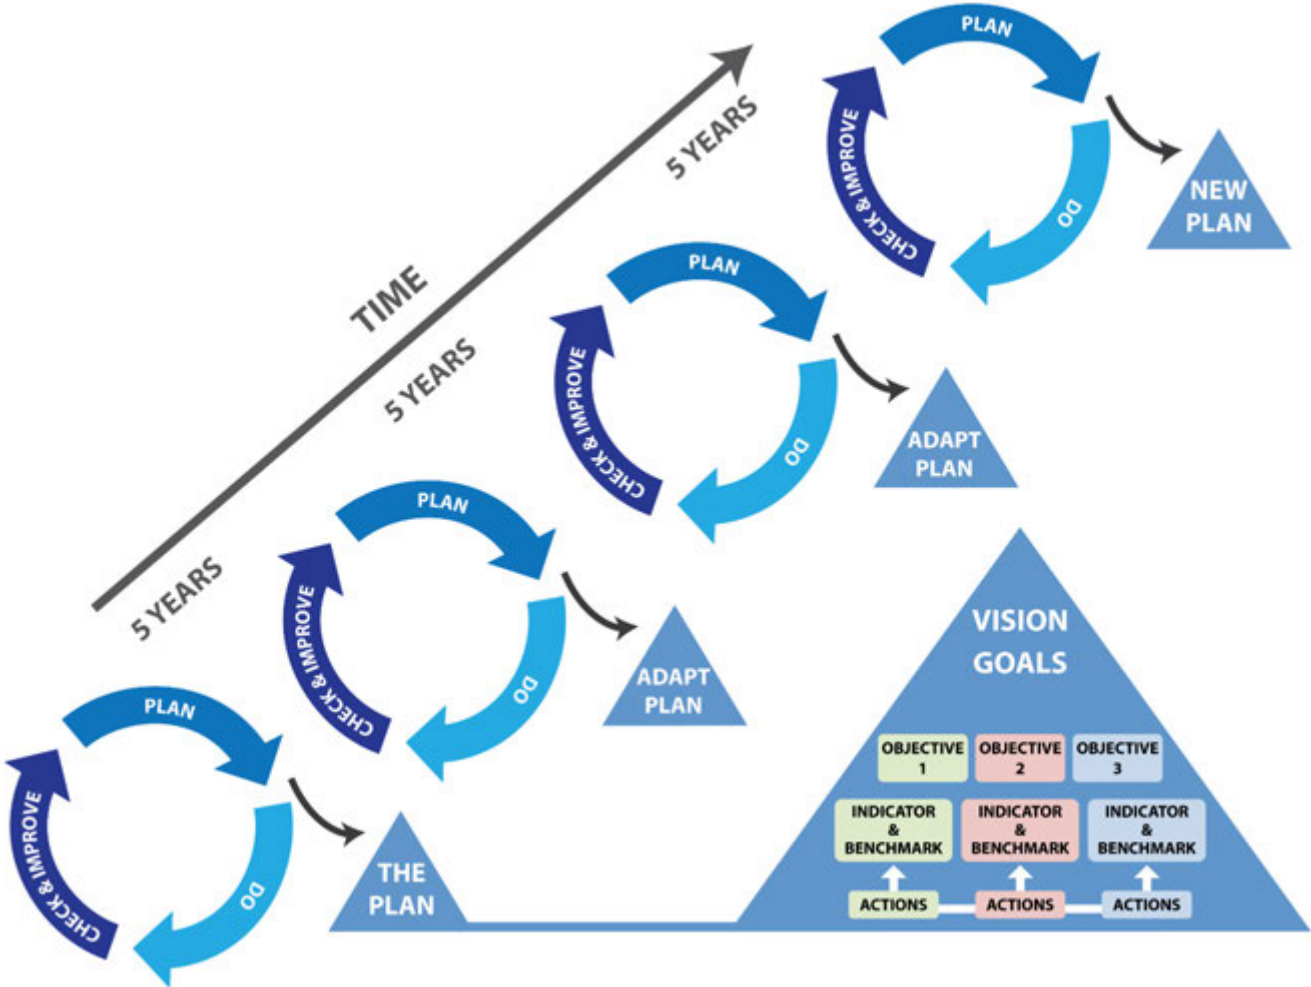 PLAN
DO
CHECK & IMPROVE
NEW
PLAN
5 YEARS
TIME
PLAN
DO
CHECK & IMPROVE
ADAPT
PLAN
5 YEARS
PLAN
DO
CHECK & IMPROVE
ADAPT
PLAN
5 YEARS
PLAN
DO
CHECK & IMPROVE
THE
PLAN
VISION
GOALS
OBJECTIVE
1
OBJECTIVE
2
OBJECTIVE
3
INDICATOR
&
BENCHMARK
INDICATOR
&
BENCHMARK
INDICATOR
&
BENCHMARK
ACTIONS
ACTIONS
ACTIONS